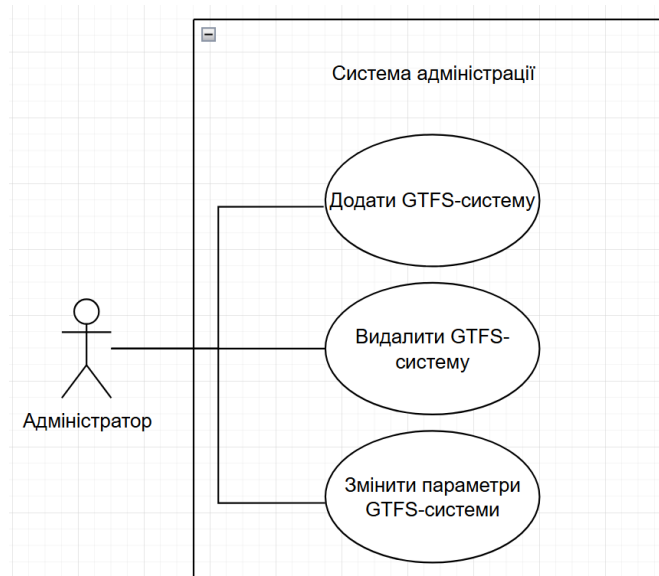 Система адміністрації
Додати GTFS-систему
Видалити GTFS-
систему
Адміністратор
Змінити параметри
GTFS-системи